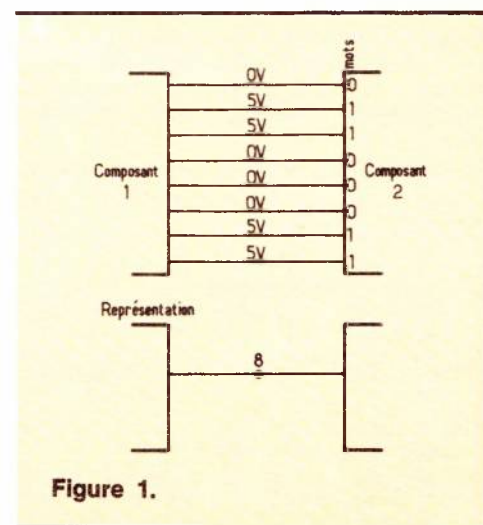 mots
0V 0
5V 1
5V 1
0V 0
0V 0
0V 0
5V 1
5V 1
Composant 1
Composant 2
Représentation
8
Figure 1.